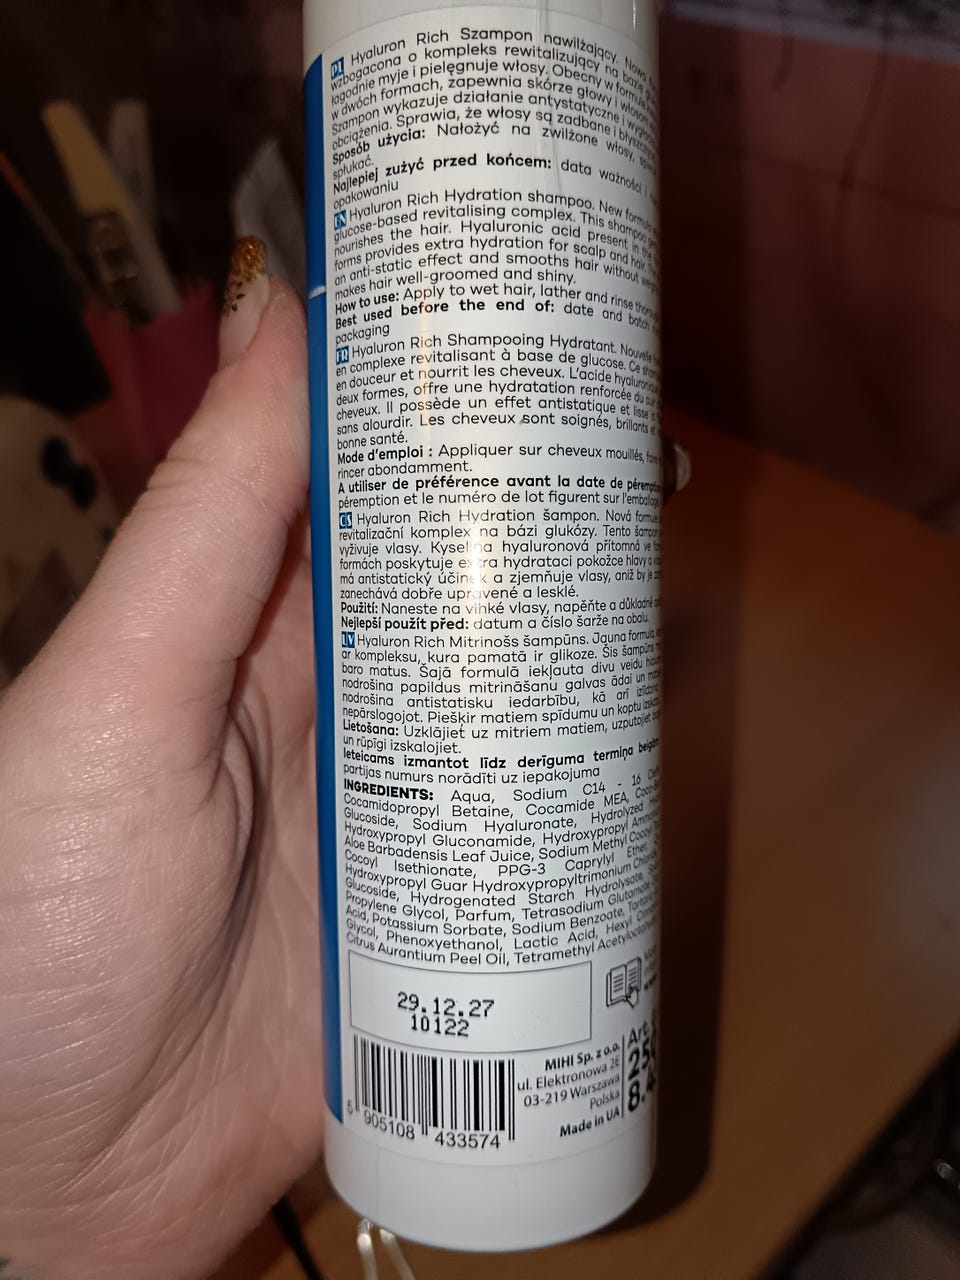 PL Hyaluron Rich Szampon nawilżający. Nowa
wzbogacona o kompleks rewitalizujący na bazie
łagodnie myje i pielęgnuje włosy. Obecny w formule
w dwóch formach, zapewnia skórze głowy i włosom
Szampon wykazuje działanie antystatyczne i
obciążenia. Sprawia, że włosy są zadbane i błyszczące.
Sposób użycia: Nałożyć na zwilżone włosy,
spłukać.
Najlepiej zużyć przed końcem: data ważności i
opakowaniu
EN Hyaluron Rich Hydration shampoo. New formula
glucose-based revitalising complex. This shampoo
nourishes the hair. Hyaluronic acid present in the
forms provides extra hydration for scalp and hair.
an anti-static effect and smooths hair without
makes hair well-groomed and shiny.
How to use: Apply to wet hair, lather and rinse
Best used before the end of: date and batch
packaging
FR Hyaluron Rich Shampooing Hydratant. Nouvelle
en complexe revitalisant à base de glucose. Ce
en douceur et nourrit les cheveux. L'acide
deux formes, offre une hydratation renforcée du
cheveux. Il possède un effet antistatique et lisse
sans alourdir. Les cheveux sont soignés, brillants
bonne santé.
Mode d'emploi : Appliquer sur cheveux mouillés,
rincer abondamment.
A utiliser de préférence avant la date de
péremption et le numéro de lot figurent sur
CS Hyaluron Rich Hydration šampon. Nová
revitalizační komplex na bázi glukózy. Tento
vyživuje vlasy. Kyselina hyaluronová přítomná ve
formách poskytuje extra hydrataci pokožce hlavy a
má antistatický účinek a zjemňuje vlasy, aniž by je
zanechává dobře upravené a lesklé.
Použití: Naneste na vlhké vlasy, napěňte a důkladně
Nejlepší použít před: datum a číslo šarže na obalu.
LV Hyaluron Rich Mitrinošs šampūns. Jauna formula,
ar kompleksu, kura pamatā ir glikoze. Šis šampūns
baro matus. Šajā formulā iekļauta divu veidu
nodrošina papildus mitrināšanu galvas ādai un
nodrošina antistatisku iedarbību, kā arī
nepārslogojot. Piešķir matiem spīdumu un koptu
Lietošana: Uzklājiet uz mitriem matiem, uzputojiet
un rūpīgi izskalojiet.
Ieteicams izmantot līdz derīguma termiņa
partijas numurs norādīti uz iepakojuma
INGREDIENTS: Aqua, Sodium C14 - 16
Cocamidopropyl Betaine, Cocamide MEA,
Glucoside, Sodium Hyaluronate, Hydrolyzed
Hydroxypropyl Gluconamide, Hydroxypropyl
Aloe Barbadensis Leaf Juice, Sodium Methyl Cocoyl
Cocoyl Isethionate, PPG-3 Caprylyl Ether,
Hydroxypropyl Guar Hydroxypropyltrimonium
Glucoside, Hydrogenated Starch Hydrolysate,
Propylene Glycol, Parfum, Tetrasodium Glutamate
Acid, Potassium Sorbate, Sodium Benzoate,
Glycol, Phenoxyethanol, Lactic Acid, Hexyl
Citrus Aurantium Peel Oil, Tetramethyl
29.12.27
10122
MIHI Sp. z o.o.
ul. Elektronowa 2E
03-219 Warszawa
Polska
Made in UA
5 905108 433574
Art.